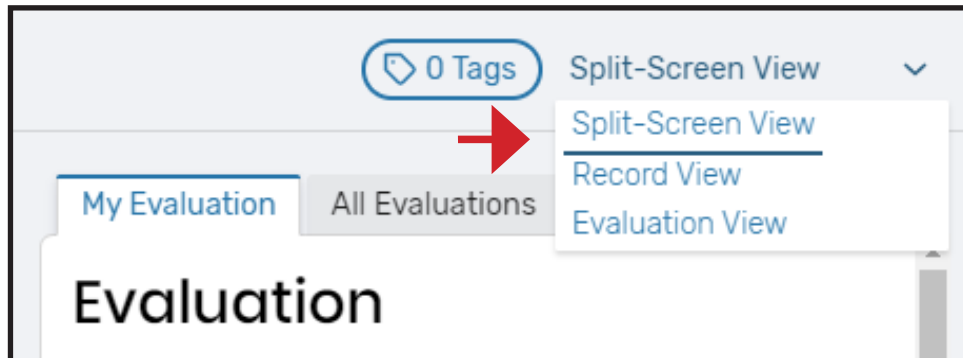 0 Tags
Split-Screen View
Split-Screen View
Record View
Evaluation View
My Evaluation
All Evaluations
Evaluation